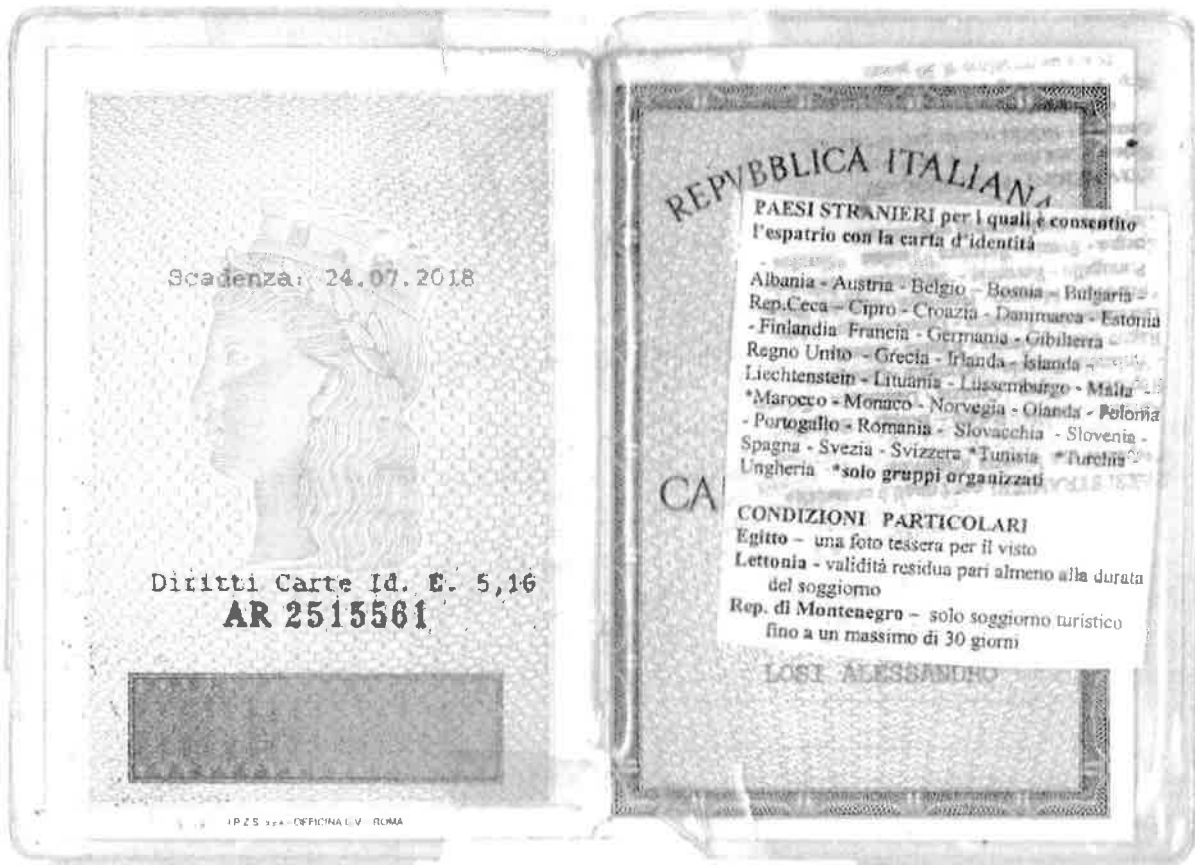 Scadenza: 24.07.2018
Diritti Carte Id. E. 5,16
AR 2515561
I.P.Z.S. s.p.a. - OFFICINA C.V. - ROMA
REPVBBLICA ITALIANA
PAESI STRANIERI per i quali è consentito
l'espatrio con la carta d'identità
Albania - Austria - Belgio – Bosnia – Bulgaria -
Rep.Ceca – Cipro - Croazia - Danimarca - Estonia
- Finlandia Francia - Germania - Gibilterra
Regno Unito - Grecia - Irlanda - Islanda -
Liechtenstein - Lituania - Lussemburgo - Malta -
*Marocco - Monaco - Norvegia - Olanda - Polonia
- Portogallo - Romania - Slovacchia - Slovenia -
Spagna - Svezia - Svizzera *Tunisia *Turchia -
Ungheria *solo gruppi organizzati
CA
CONDIZIONI PARTICOLARI
Egitto – una foto tessera per il visto
Lettonia - validità residua pari almeno alla durata
del soggiorno
Rep. di Montenegro – solo soggiorno turistico
fino a un massimo di 30 giorni
LOSI ALESSANDRO